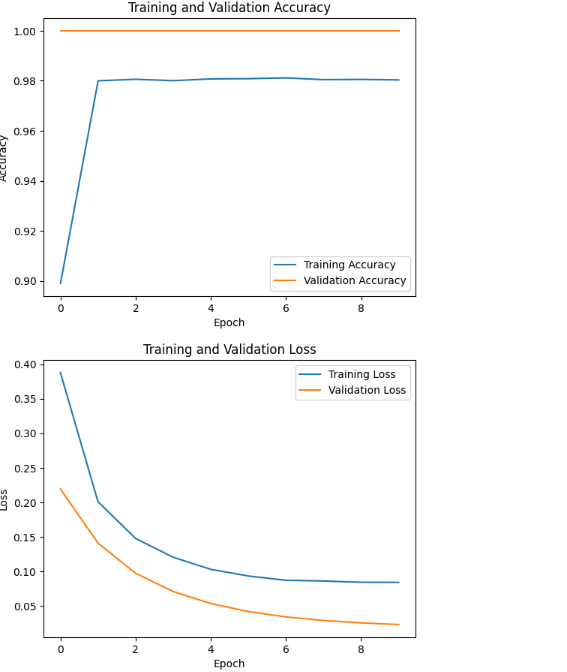 Training and Validation Accuracy
1.00
0.98
0.96
0.94
0.92
0.90
Accuracy
Training Accuracy
Validation Accuracy
0 2 4 6 8
Epoch
Training and Validation Loss
0.40
0.35
0.30
0.25
0.20
0.15
0.10
0.05
Loss
Training Loss
Validation Loss
0 2 4 6 8
Epoch